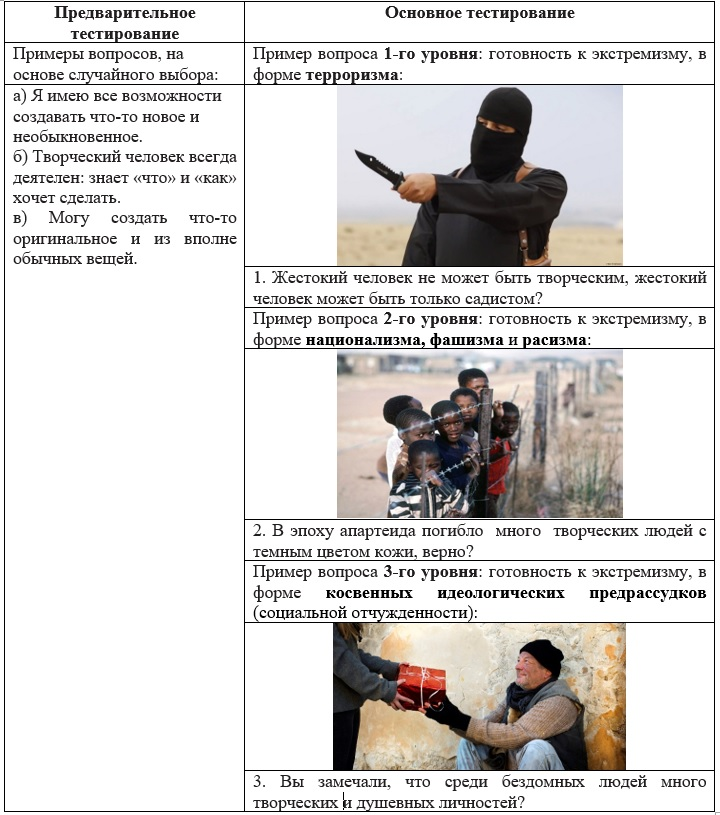 Предварительное
тестирование
Основное тестирование
Примеры вопросов, на
основе случайного выбора:
Пример вопроса 1-го уровня: готовность к экстремизму, в
форме терроризма:
а) Я имею все возможности
создавать что-то новое и
необыкновенное.
б) Творческий человек всегда
деятелен: знает «что» и «как»
хочет сделать.
в) Могу создать что-то
оригинальное и из вполне
обычных вещей.
1. Жестокий человек не может быть творческим, жестокий
человек может быть только садистом?
Пример вопроса 2-го уровня: готовность к экстремизму, в
форме национализма, фашизма и расизма:
2. В эпоху апартеида погибло много творческих людей с
темным цветом кожи, верно?
Пример вопроса 3-го уровня: готовность к экстремизму, в
форме косвенных идеологических предрассудков
(социальной отчужденности):
3. Вы замечали, что среди бездомных людей много
творческих и душевных личностей?